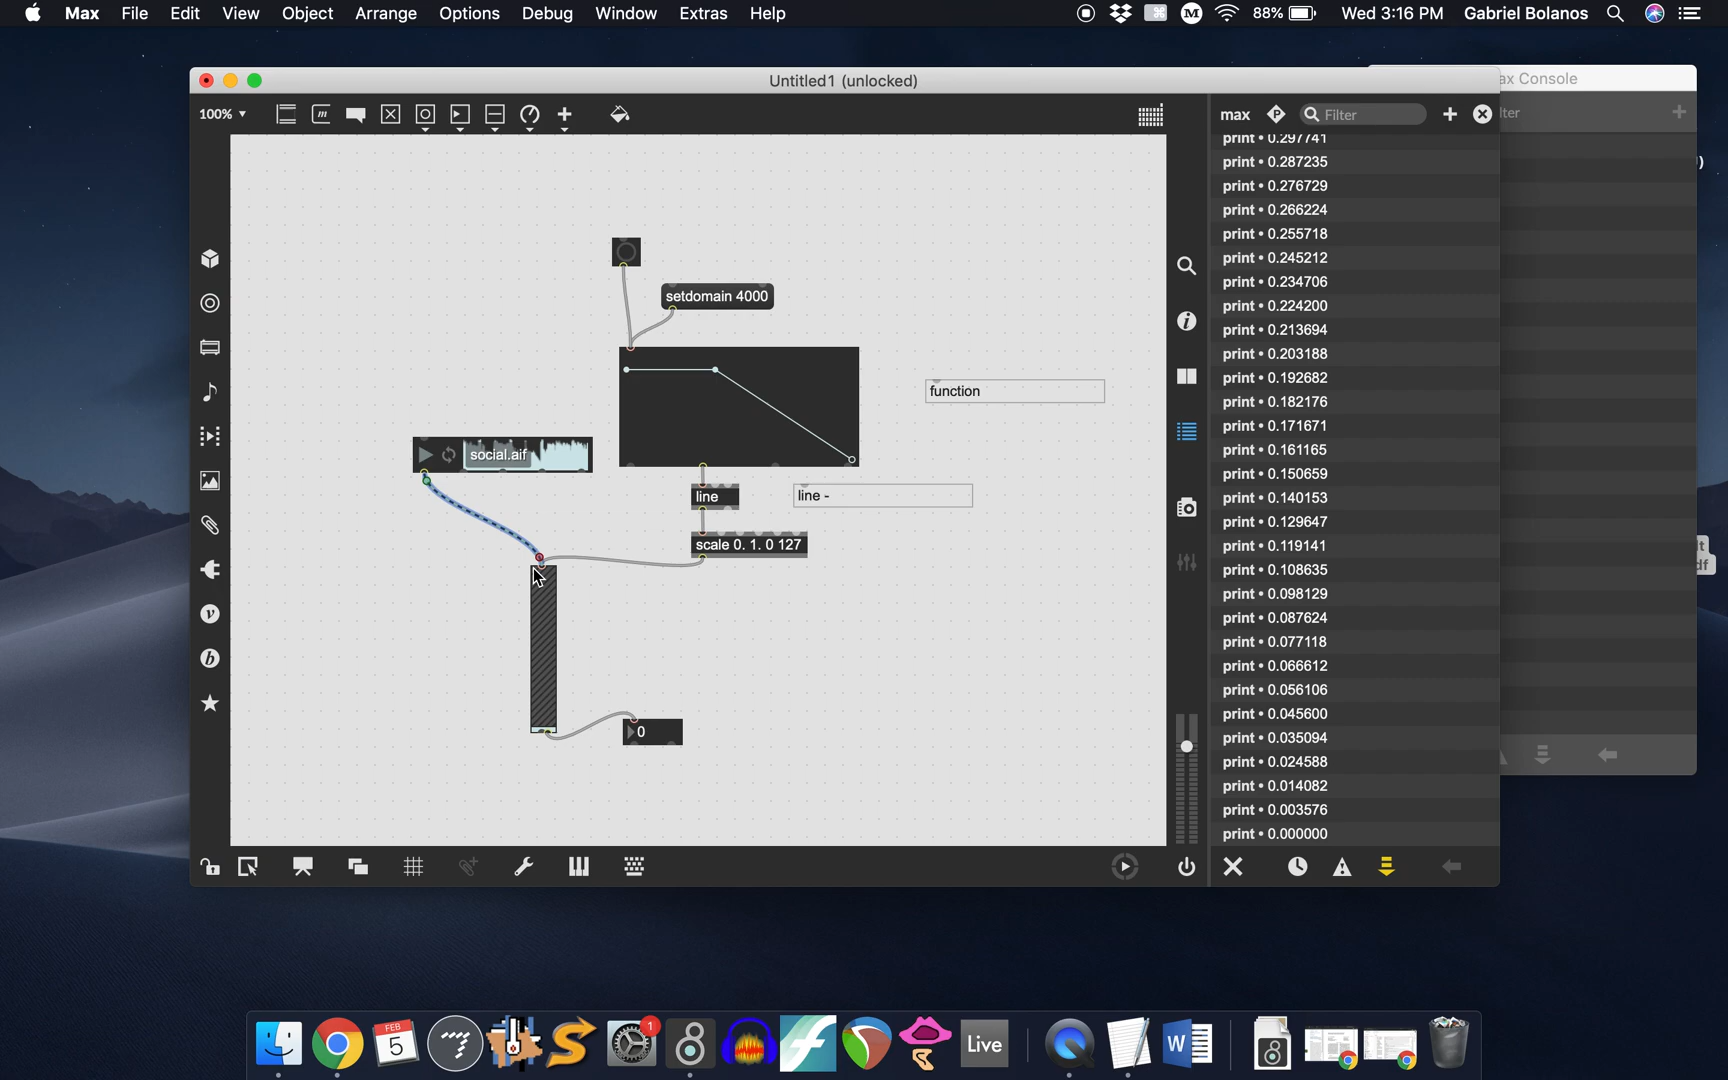 Max File Edit View Object Arrange Options Debug Window Extras Help
M 88% Wed 3:16 PM Gabriel Bolanos
Untitled1 (unlocked)
ax Console
100%
m
max
P
Filter
lter
print • 0.297741
print • 0.287235
print • 0.276729
print • 0.266224
print • 0.255718
print • 0.245212
print • 0.234706
print • 0.224200
print • 0.213694
print • 0.203188
print • 0.192682
print • 0.182176
print • 0.171671
print • 0.161165
print • 0.150659
print • 0.140153
print • 0.129647
print • 0.119141
print • 0.108635
print • 0.098129
print • 0.087624
print • 0.077118
print • 0.066612
print • 0.056106
print • 0.045600
print • 0.035094
print • 0.024588
print • 0.014082
print • 0.003576
print • 0.000000
setdomain 4000
function
social.aif
line
line -
scale 0. 1. 0 127
0
i
v
b
)
it
df
FEB
5
1
8
Live
W
8